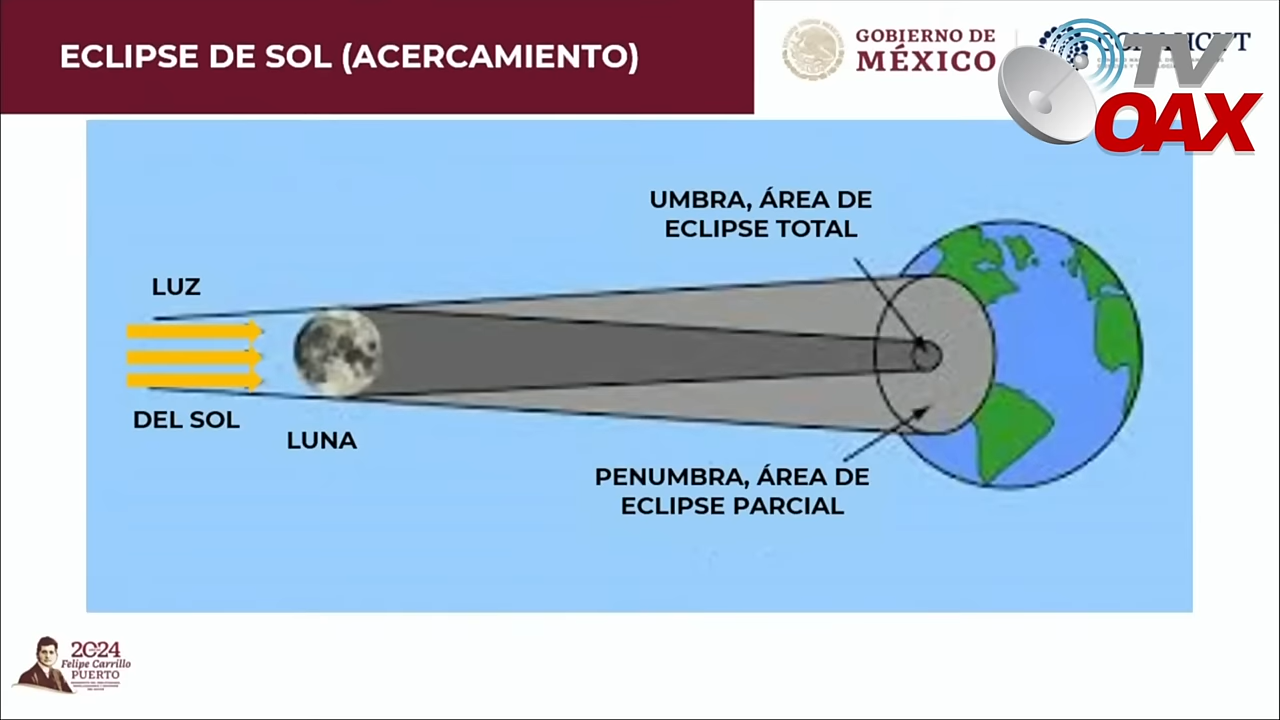 ECLIPSE DE SOL (ACERCAMIENTO)
GOBIERNO DE
MÉXICO
TV
OAX
UMBRA, ÁREA DE
ECLIPSE TOTAL
LUZ
DEL SOL
LUNA
PENUMBRA, ÁREA DE
ECLIPSE PARCIAL
2024
Felipe Carrillo
PUERTO